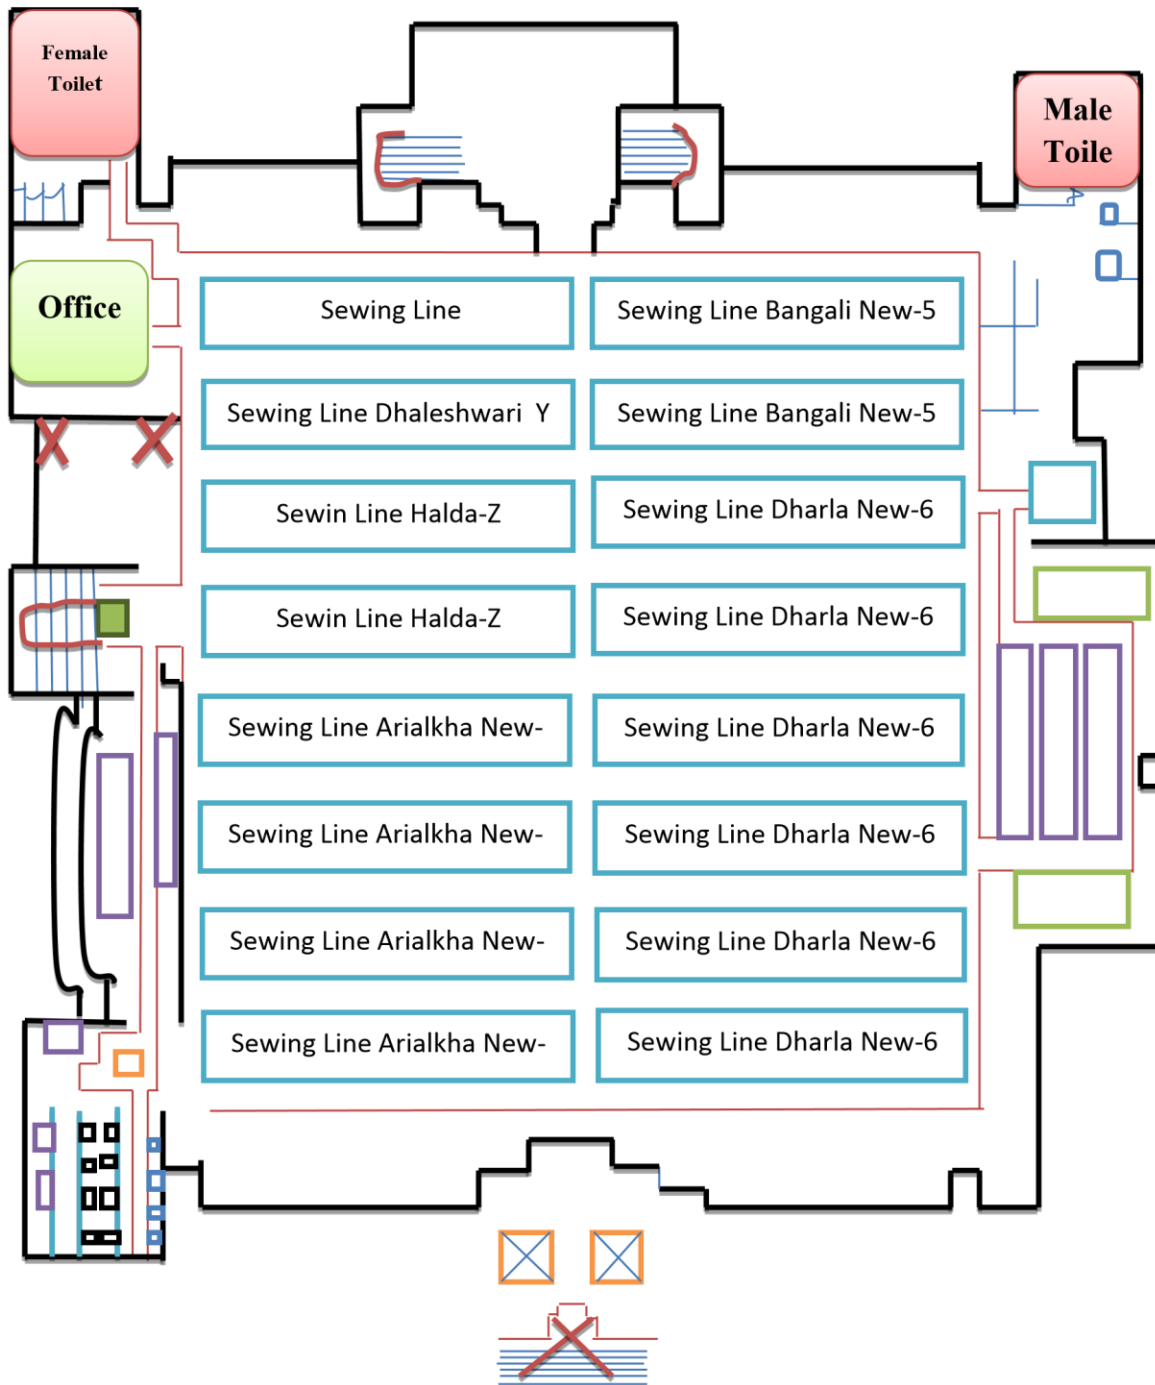 Female
Toilet
Male
Toile
Office
Sewing Line
Sewing Line Bangali New-5
Sewing Line Dhaleshwari Y
Sewing Line Bangali New-5
Sewin Line Halda-Z
Sewing Line Dharla New-6
Sewin Line Halda-Z
Sewing Line Dharla New-6
Sewing Line Arialkha New-
Sewing Line Dharla New-6
Sewing Line Arialkha New-
Sewing Line Dharla New-6
Sewing Line Arialkha New-
Sewing Line Dharla New-6
Sewing Line Arialkha New-
Sewing Line Dharla New-6